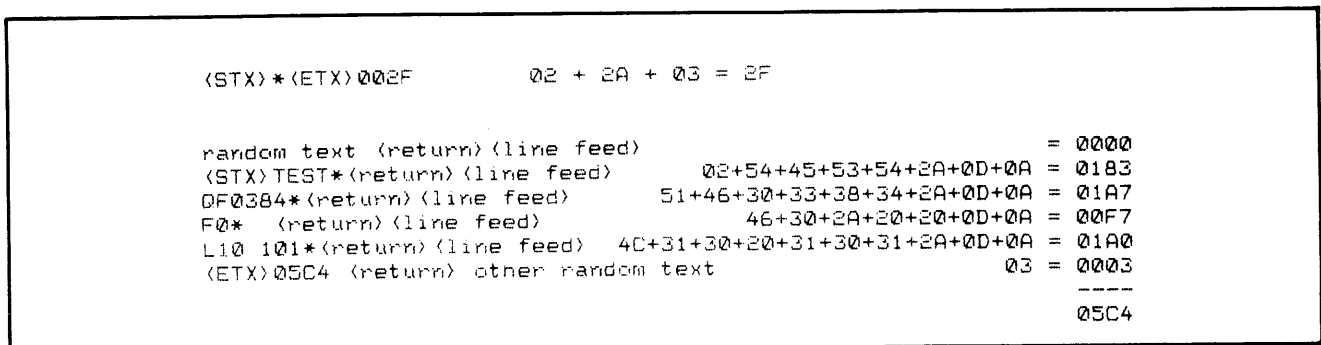 <STX>*<ETX>002F 02 + 2A + 03 = 2F
random text <return><line feed> = 0000
<STX>TEST*<return><line feed> 02+54+45+53+54+2A+0D+0A = 0183
QF0384*<return><line feed> 51+46+30+33+38+34+2A+0D+0A = 01A7
F0* <return><line feed> 46+30+2A+20+20+0D+0A = 00F7
L10 101*<return><line feed> 4C+31+30+20+31+30+31+2A+0D+0A = 01A0
<ETX>05C4 <return> other random text 03 = 0003
----
05C4